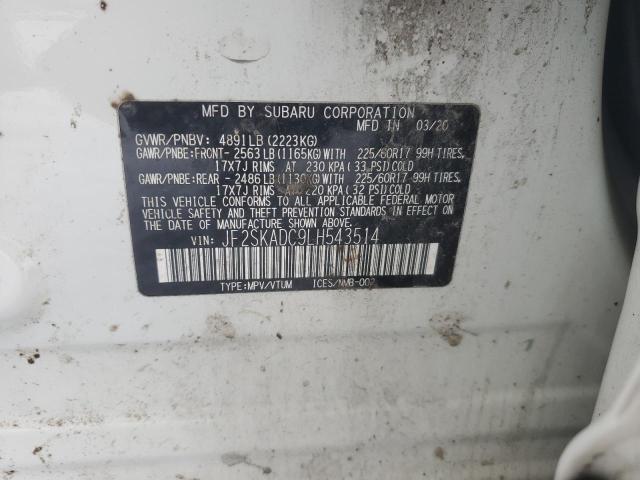 MFD BY SUBARU CORPORATION
MFD IN 03/20
GVWR/PNBV: 4891LB (2223KG)
GAWR/PNBE:FRONT- 2563LB (1165KG) WITH 225/60R17 99H TIRES,
17X7J RIMS AT 230 KPA (33 PSI)COLD
GAWR/PNBE:REAR - 2486LB (1130KG) WITH 225/60R17 99H TIRES,
17X7J RIMS 220 KPA (32 PSI)COLD
THIS VEHICLE CONFORMS TO ALL APPLICABLE FEDERAL MOTOR
VEHICLE SAFETY AND THEFT PREVENTION STANDARDS IN EFFECT ON
THE DATE OF MANUFACTURE SHOWN ABOVE.
VIN: JF2SKADC9LH543514
TYPE:MPV/VTUM ICES/NMB-002